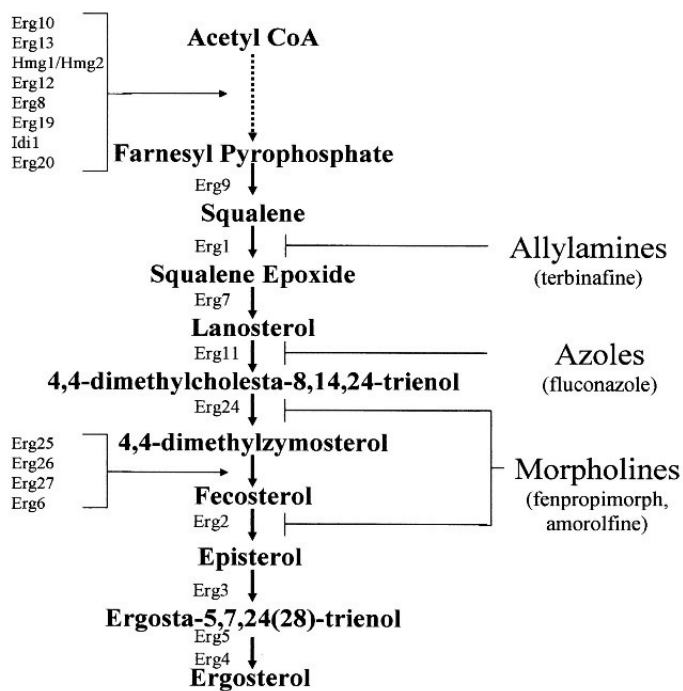 Erg10
Erg13
Hmg1/Hmg2
Erg12
Erg8
Erg19
Idi1
Erg20
Acetyl CoA
Farnesyl Pyrophosphate
Erg9
Squalene
Erg1
Allylamines
(terbinafine)
Squalene Epoxide
Erg7
Lanosterol
Erg11
Azoles
(fluconazole)
4,4-dimethylcholesta-8,14,24-trienol
Erg24
4,4-dimethylzymosterol
Erg25
Erg26
Erg27
Erg6
Morpholines
(fenpropimorph,
amorolfine)
Fecosterol
Erg2
Episterol
Erg3
Ergosta-5,7,24(28)-trienol
Erg5
Erg4
Ergosterol